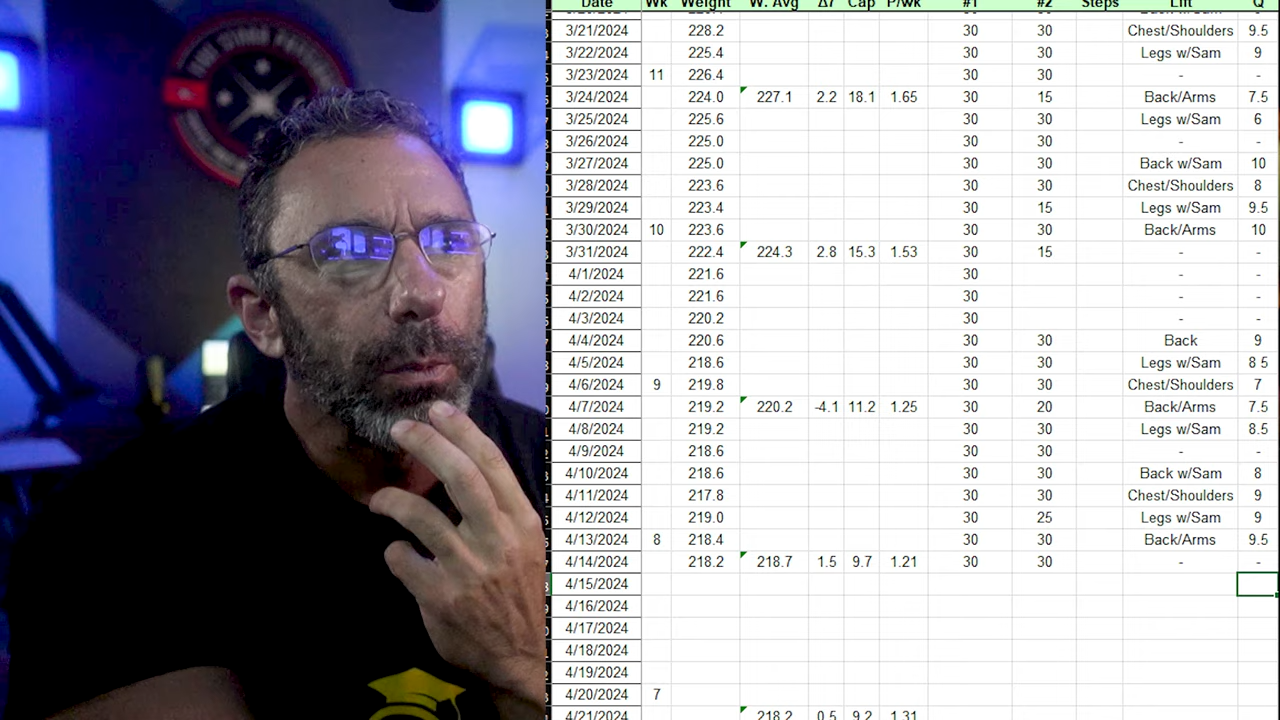 Date Wk Weight W. Avg Δ7 Cap P/wk #1 #2 Steps Lift Q
3/21/2024 228.2 30 30 Chest/Shoulders 9.5
3/22/2024 225.4 30 30 Legs w/Sam 9
3/23/2024 11 226.4 30 30 - -
3/24/2024 224.0 227.1 2.2 18.1 1.65 30 15 Back/Arms 7.5
3/25/2024 225.6 30 30 Legs w/Sam 6
3/26/2024 225.0 30 30 - -
3/27/2024 225.0 30 30 Back w/Sam 10
3/28/2024 223.6 30 30 Chest/Shoulders 8
3/29/2024 223.4 30 15 Legs w/Sam 9.5
3/30/2024 10 223.6 30 30 Back/Arms 10
3/31/2024 222.4 224.3 2.8 15.3 1.53 30 15 - -
4/1/2024 221.6 30 - -
4/2/2024 221.6 30 - -
4/3/2024 220.2 30 - -
4/4/2024 220.6 30 30 Back 9
4/5/2024 218.6 30 30 Legs w/Sam 5
4/6/2024 9 219.8 30 30 Chest/Shoulders 7
4/7/2024 219.2 220.2 -4.1 11.2 1.25 30 20 Back/Arms 7.5
4/8/2024 219.2 30 30 Legs w/Sam 8.5
4/9/2024 218.6 30 30 - -
4/10/2024 218.6 30 30 Back w/Sam 8
4/11/2024 217.8 30 30 Chest/Shoulders 9
4/12/2024 219.0 30 25 Legs w/Sam 9
4/13/2024 8 218.4 30 30 Back/Arms 9.5
4/14/2024 218.2 218.7 1.5 9.7 1.21 30 30 - -
4/15/2024
4/16/2024
4/17/2024
4/18/2024
4/19/2024
4/20/2024 7
4/21/2024 218.2 0.5 9.2 1.31